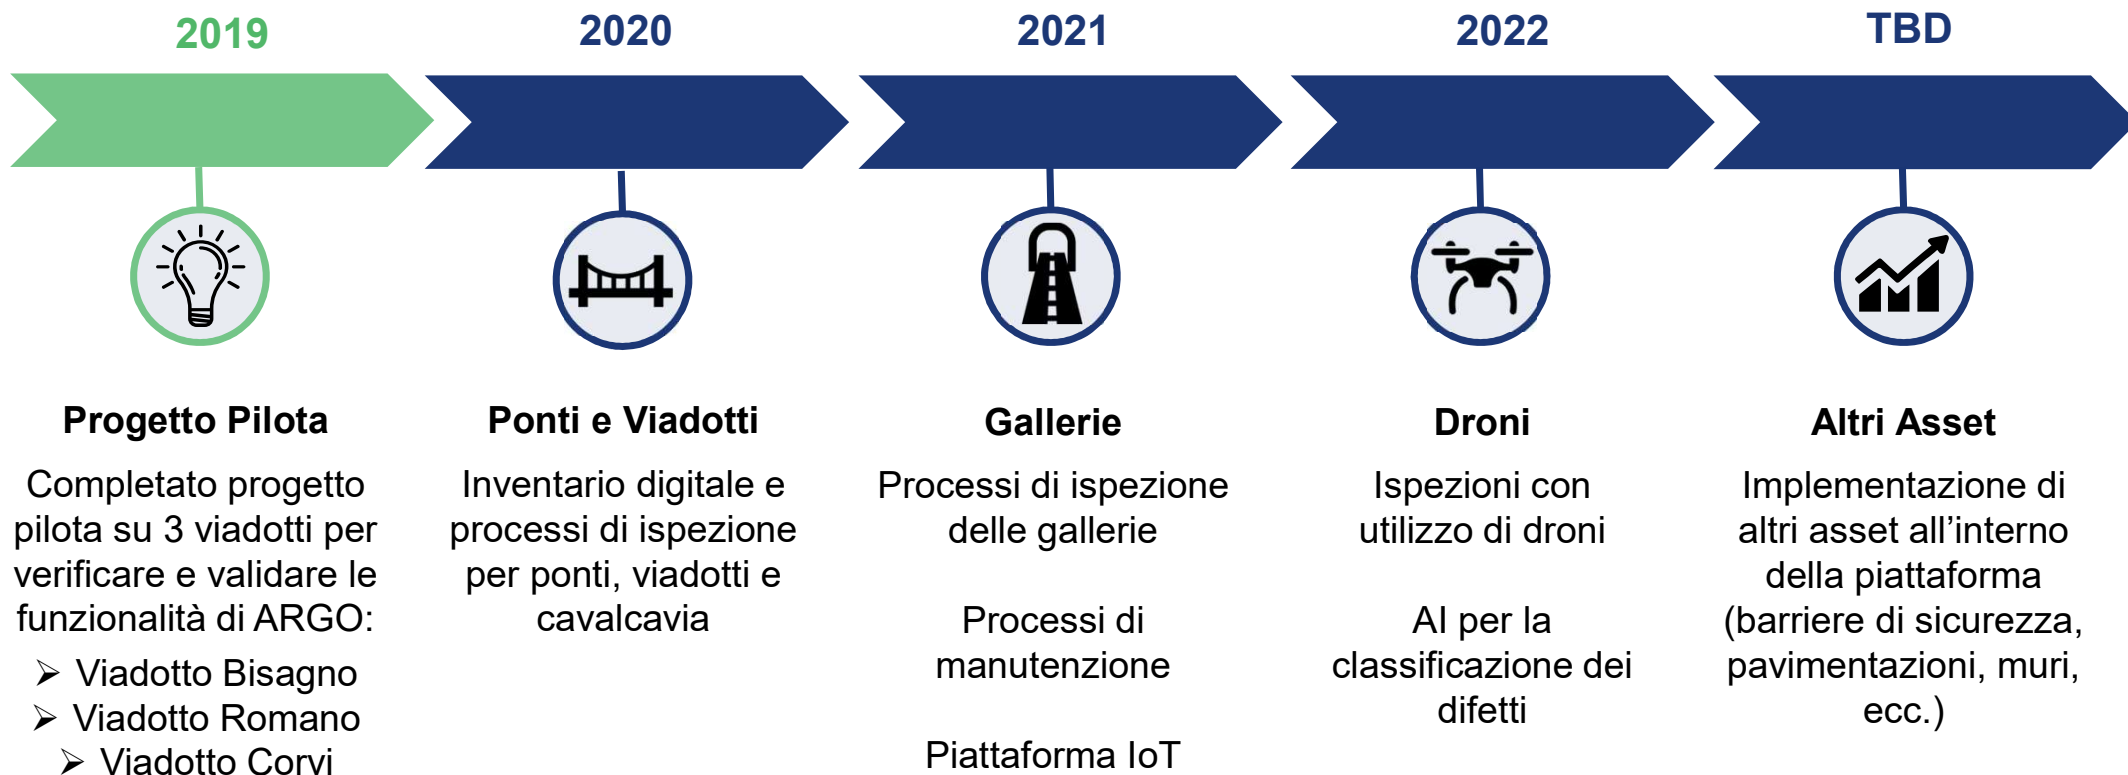 2019
2020
2021
2022
TBD
Progetto Pilota
Completato progetto
pilota su 3 viadotti per
verificare e validare le
funzionalità di ARGO:
➢ Viadotto Bisagno
➢ Viadotto Romano
➢ Viadotto Corvi
Ponti e Viadotti
Inventario digitale e
processi di ispezione
per ponti, viadotti e
cavalcavia
Gallerie
Processi di ispezione
delle gallerie
Processi di
manutenzione
Piattaforma IoT
Droni
Ispezioni con
utilizzo di droni
AI per la
classificazione dei
difetti
Altri Asset
Implementazione di
altri asset all’interno
della piattaforma
(barriere di sicurezza,
pavimentazioni, muri,
ecc.)